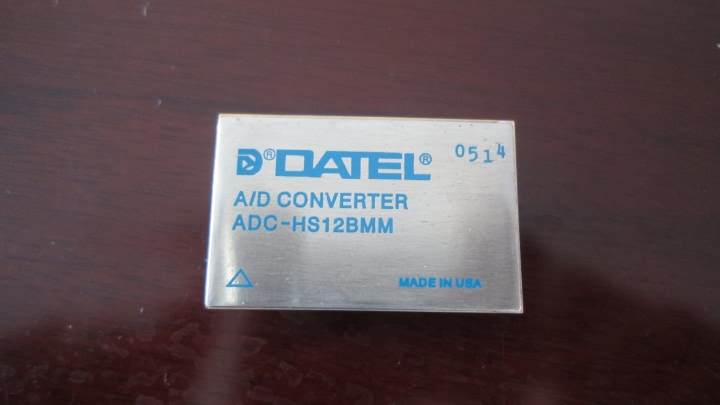 D® DATEL® 0514
A/D CONVERTER
ADC-HS12BMM
MADE IN USA